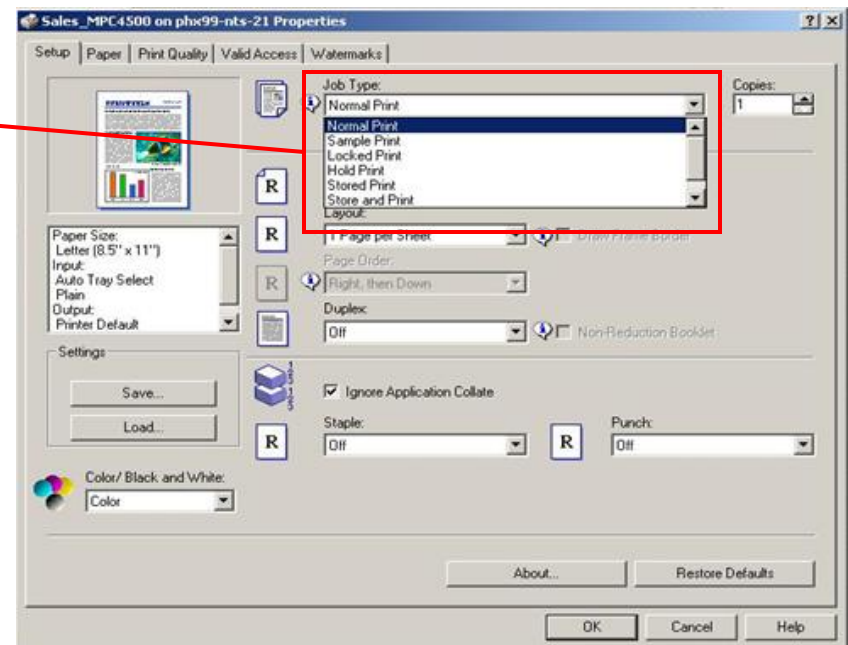 Sales_MPC4500 on phx99-nts-21 Properties
Setup Paper Print Quality Valid Access Watermarks
Job Type:
Copies:
Normal Print
1
Normal Print
Sample Print
Locked Print
Hold Print
Stored Print
Store and Print
Layout:
1 Page per Sheet
Draw Frame Border
Page Order:
Right, then Down
Duplex:
Off
Non-Reduction Booklet
Paper Size:
Letter (8.5" x 11")
Input:
Auto Tray Select
Plain
Output:
Printer Default
Settings
Save...
Load...
Ignore Application Collate
Staple:
Off
Punch:
Off
R
R
R
R
R
Color/ Black and White:
Color
About...
Restore Defaults
OK
Cancel
Help